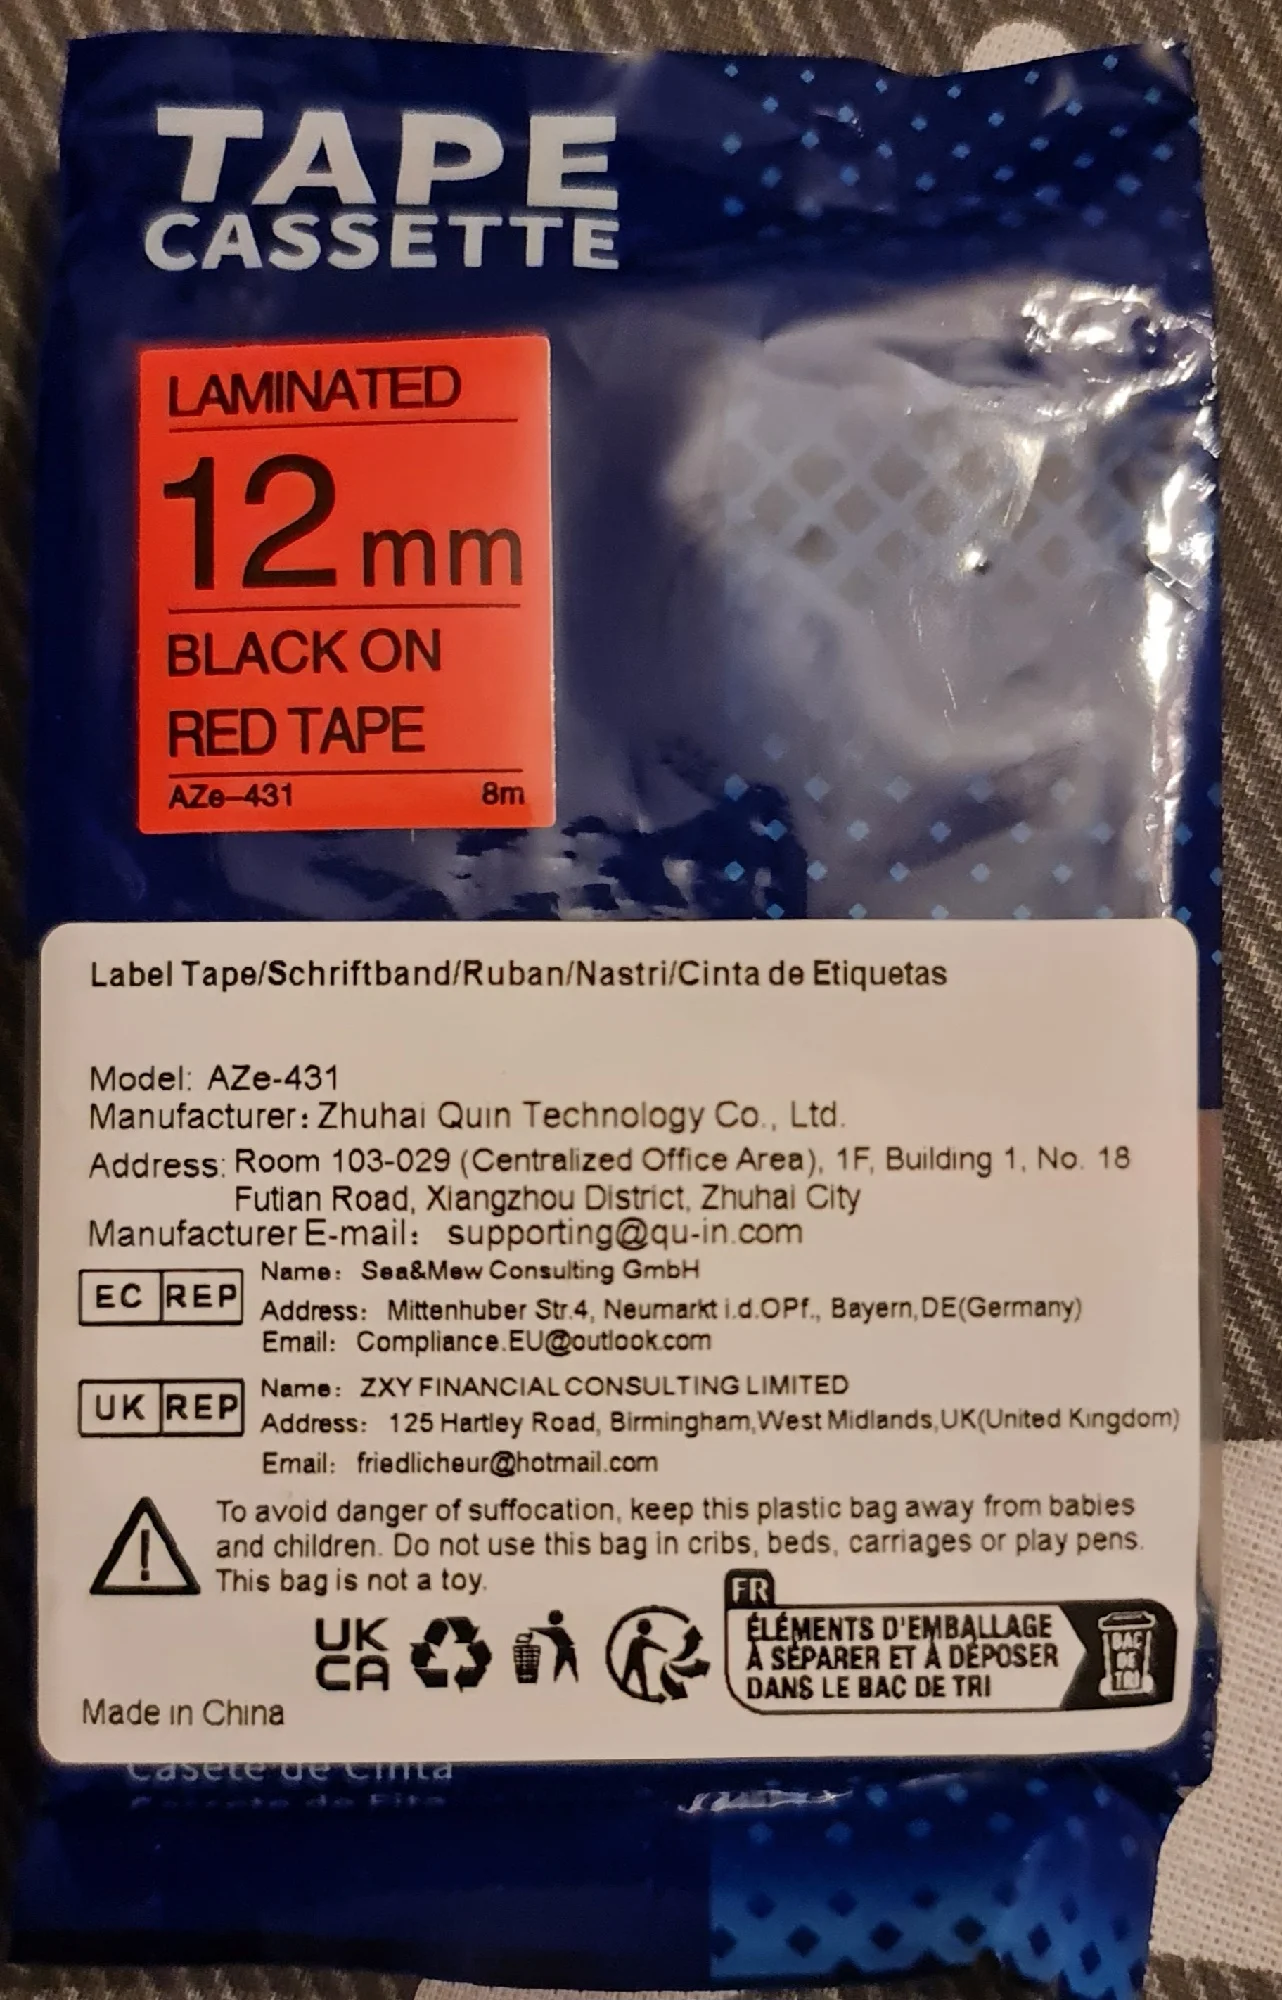 TAPE
CASSETTE
LAMINATED
12 mm
BLACK ON
RED TAPE
AZe-431 8m
Label Tape/Schriftband/Ruban/Nastri/Cinta de Etiquetas
Model: AZe-431
Manufacturer: Zhuhai Quin Technology Co., Ltd.
Address: Room 103-029 (Centralized Office Area), 1F, Building 1, No. 18
Futian Road, Xiangzhou District, Zhuhai City
Manufacturer E-mail: supporting@qu-in.com
EC REP
Name: Sea&Mew Consulting GmbH
Address: Mittenhuber Str.4, Neumarkt i.d.OPf., Bayern,DE(Germany)
Email: Compliance.EU@outlook.com
UK REP
Name: ZXY FINANCIAL CONSULTING LIMITED
Address: 125 Hartley Road, Birmingham,West Midlands,UK(United Kingdom)
Email: friedlicheur@hotmail.com
To avoid danger of suffocation, keep this plastic bag away from babies
and children. Do not use this bag in cribs, beds, carriages or play pens.
This bag is not a toy.
UK
CA
FR
ÉLÉMENTS D'EMBALLAGE
À SÉPARER ET À DÉPOSER
DANS LE BAC DE TRI
BAC
DE
TRI
Made in China
Casete de Cinta
de Fita